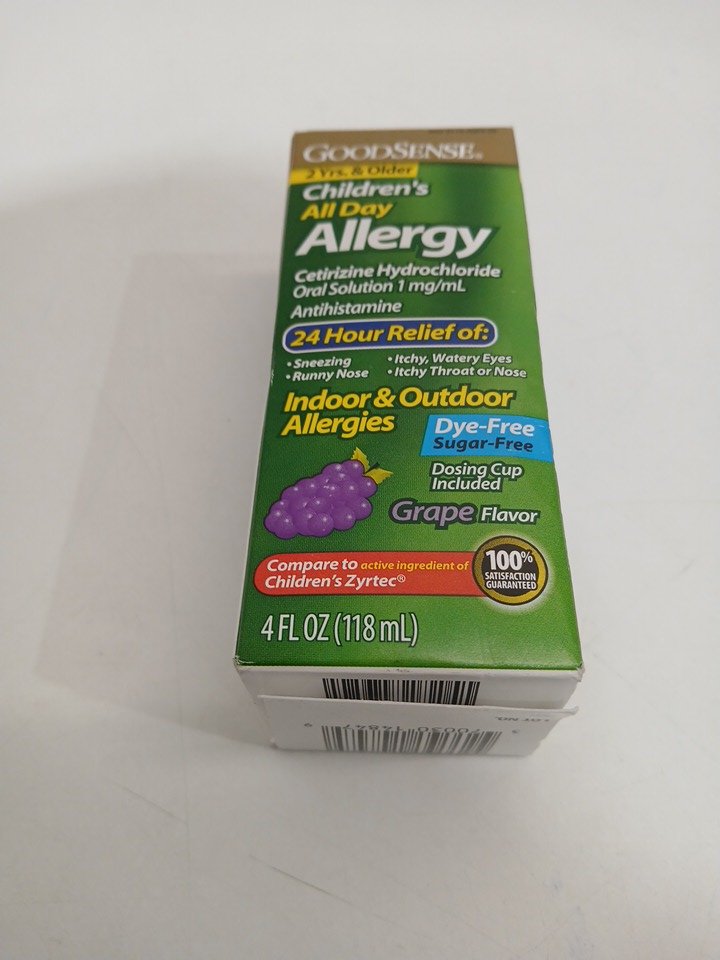 GOODSENSE®
2 Yrs. & Older
Children's
All Day
Allergy
Cetirizine Hydrochloride
Oral Solution 1 mg/mL
Antihistamine
24 Hour Relief of:
• Sneezing
• Runny Nose
• Itchy, Watery Eyes
• Itchy Throat or Nose
Indoor & Outdoor
Allergies
Dye-Free
Sugar-Free
Dosing Cup
Included
Grape Flavor
Compare to active ingredient of
Children's Zyrtec®
100%
SATISFACTION
GUARANTEED
4 FL OZ (118 mL)
LOT NO.